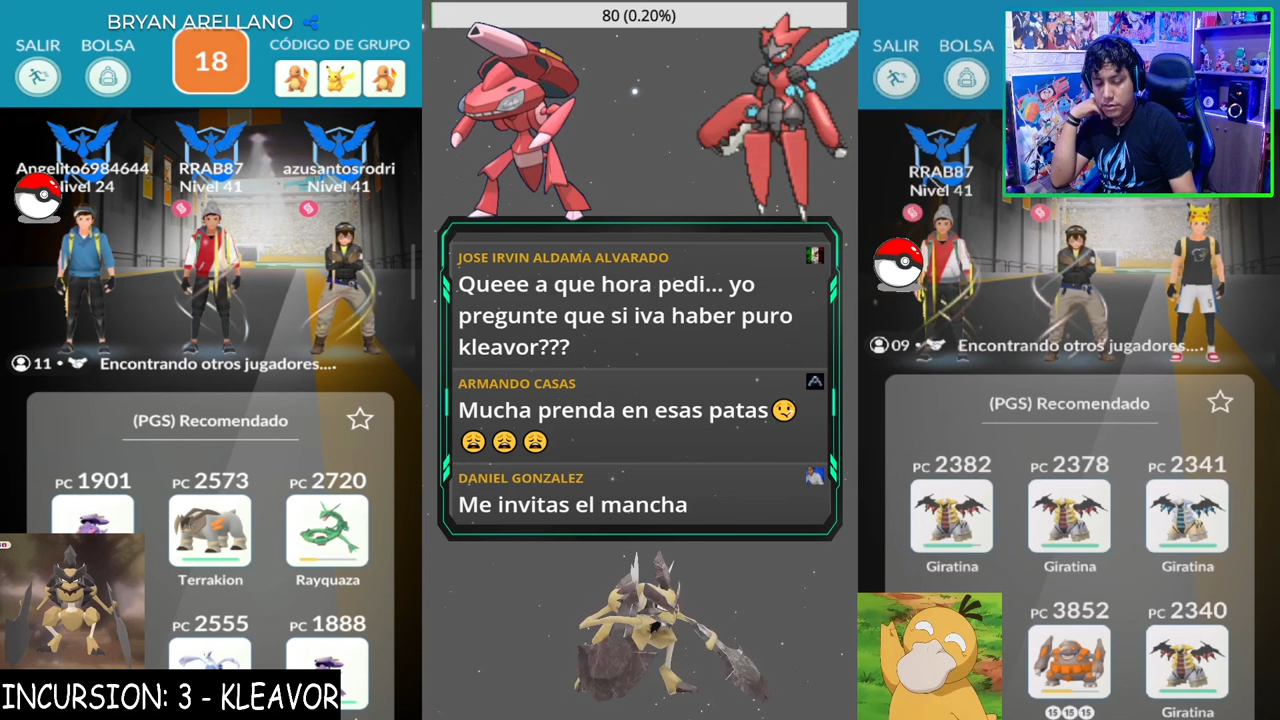 BRYAN ARELLANO
SALIR
BOLSA
18
CÓDIGO DE GRUPO
Angelito6984644
Nivel 24
RRAB87
Nivel 41
azusantosrodri
Nivel 41
11 • Encontrando otros jugadores....
(PGS) Recomendado
PC 1901
PC 2573
PC 2720
Terrakion
Rayquaza
PC 2555
PC 1888
INCURSION: 3 - KLEAVOR
80 (0.20%)
JOSE IRVIN ALDAMA ALVARADO
Queee a que hora pedi... yo
pregunte que si iva haber puro
kleavor???
ARMANDO CASAS
Mucha prenda en esas patas🤒
😩 😩 😩
DANIEL GONZALEZ
Me invitas el mancha
SALIR
BOLSA
RRAB87
Nivel 41
09 • Encontrando otros jugadores....
(PGS) Recomendado
PC 2382
PC 2378
PC 2341
Giratina
Giratina
Giratina
PC 3852
PC 2340
Giratina
15 15 15